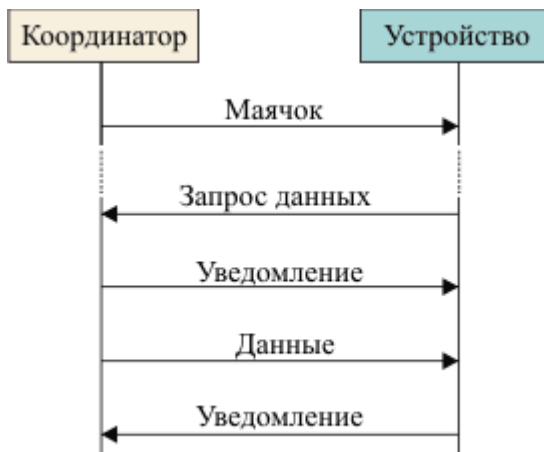 Координатор
Устройство
Маячок
Запрос данных
Уведомление
Данные
Уведомление